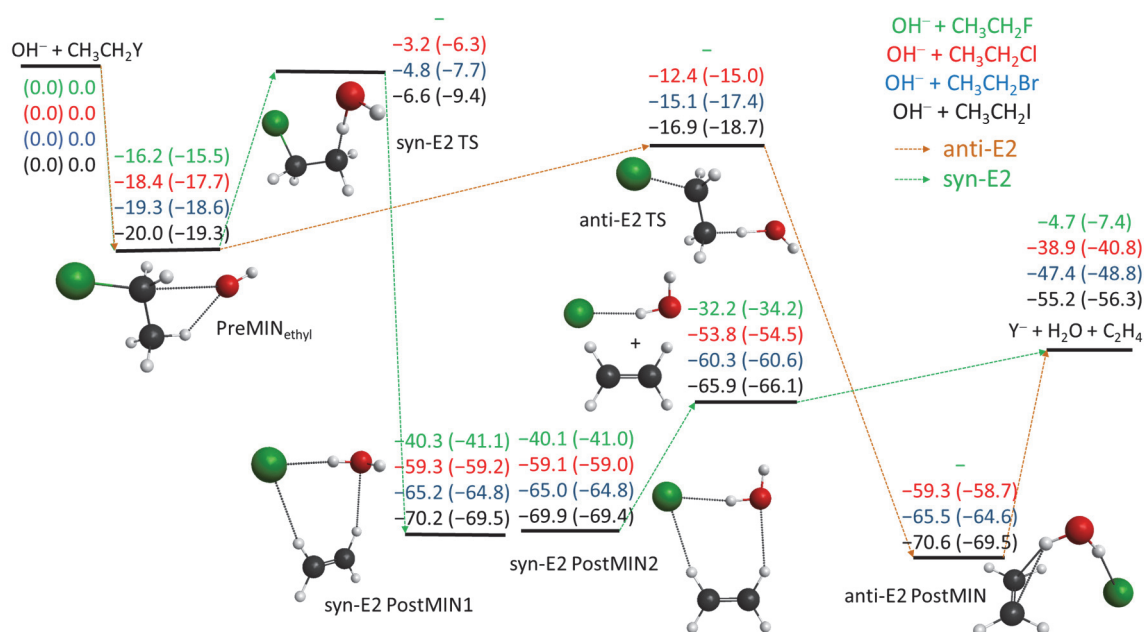 OH⁻ + CH₃CH₂Y
(0.0) 0.0
(0.0) 0.0
(0.0) 0.0
(0.0) 0.0
−16.2 (−15.5)
−18.4 (−17.7)
−19.3 (−18.6)
−20.0 (−19.3)
PreMINethyl
–
−3.2 (−6.3)
−4.8 (−7.7)
−6.6 (−9.4)
syn-E2 TS
–
−12.4 (−15.0)
−15.1 (−17.4)
−16.9 (−18.7)
anti-E2 TS
OH⁻ + CH₃CH₂F
OH⁻ + CH₃CH₂Cl
OH⁻ + CH₃CH₂Br
OH⁻ + CH₃CH₂I
anti-E2
syn-E2
−4.7 (−7.4)
−38.9 (−40.8)
−47.4 (−48.8)
−55.2 (−56.3)
Y⁻ + H₂O + C₂H₄
+
−32.2 (−34.2)
−53.8 (−54.5)
−60.3 (−60.6)
−65.9 (−66.1)
−40.3 (−41.1)
−59.3 (−59.2)
−65.2 (−64.8)
−70.2 (−69.5)
syn-E2 PostMIN1
−40.1 (−41.0)
−59.1 (−59.0)
−65.0 (−64.8)
−69.9 (−69.4)
syn-E2 PostMIN2
–
−59.3 (−58.7)
−65.5 (−64.6)
−70.6 (−69.5)
anti-E2 PostMIN